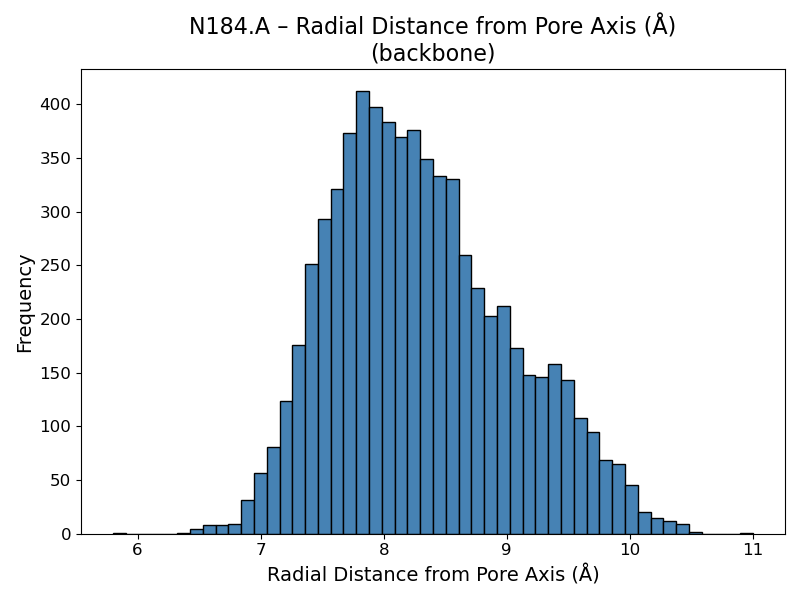 N184.A – Radial Distance from Pore Axis (Å)
(backbone)
Frequency
400
350
300
250
200
150
100
50
0
6 7 8 9 10 11
Radial Distance from Pore Axis (Å)